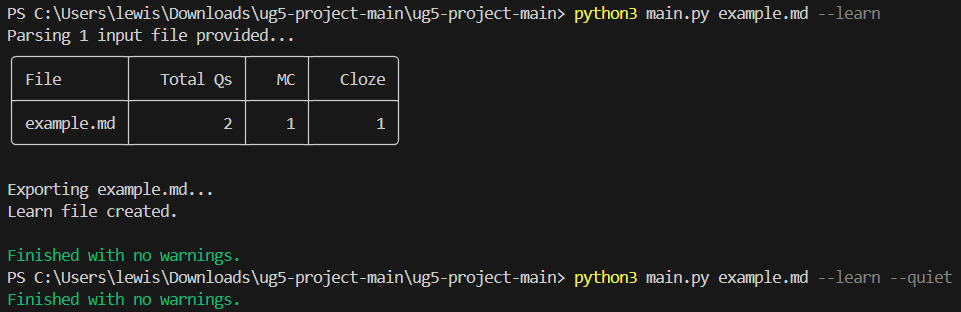 PS C:\Users\lewis\Downloads\ug5-project-main\ug5-project-main> python3 main.py example.md --learn
Parsing 1 input file provided...
File Total Qs MC Cloze
example.md 2 1 1
Exporting example.md...
Learn file created.
Finished with no warnings.
PS C:\Users\lewis\Downloads\ug5-project-main\ug5-project-main> python3 main.py example.md --learn --quiet
Finished with no warnings.